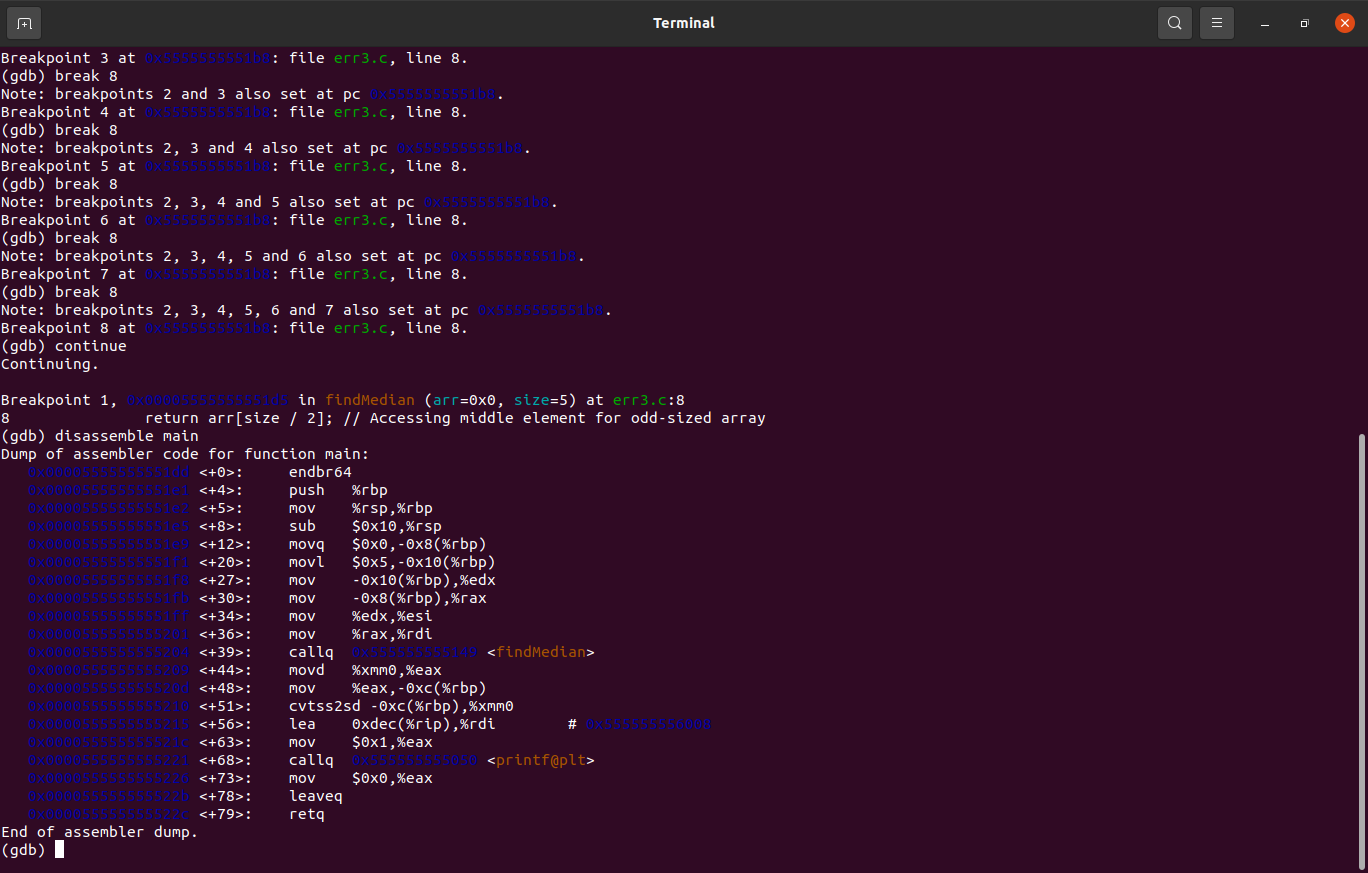 Terminal
Breakpoint 3 at 0x5555555551b8: file err3.c, line 8.
(gdb) break 8
Note: breakpoints 2 and 3 also set at pc 0x5555555551b8.
Breakpoint 4 at 0x5555555551b8: file err3.c, line 8.
(gdb) break 8
Note: breakpoints 2, 3 and 4 also set at pc 0x5555555551b8.
Breakpoint 5 at 0x5555555551b8: file err3.c, line 8.
(gdb) break 8
Note: breakpoints 2, 3, 4 and 5 also set at pc 0x5555555551b8.
Breakpoint 6 at 0x5555555551b8: file err3.c, line 8.
(gdb) break 8
Note: breakpoints 2, 3, 4, 5 and 6 also set at pc 0x5555555551b8.
Breakpoint 7 at 0x5555555551b8: file err3.c, line 8.
(gdb) break 8
Note: breakpoints 2, 3, 4, 5, 6 and 7 also set at pc 0x5555555551b8.
Breakpoint 8 at 0x5555555551b8: file err3.c, line 8.
(gdb) continue
Continuing.
Breakpoint 1, 0x00005555555551d5 in findMedian (arr=0x0, size=5) at err3.c:8
8               return arr[size / 2]; // Accessing middle element for odd-sized array
(gdb) disassemble main
Dump of assembler code for function main:
   0x00005555555551dd <+0>:     endbr64
   0x00005555555551e1 <+4>:     push   %rbp
   0x00005555555551e2 <+5>:     mov    %rsp,%rbp
   0x00005555555551e5 <+8>:     sub    $0x10,%rsp
   0x00005555555551e9 <+12>:    movq   $0x0,-0x8(%rbp)
   0x00005555555551f1 <+20>:    movl   $0x5,-0x10(%rbp)
   0x00005555555551f8 <+27>:    mov    -0x10(%rbp),%edx
   0x00005555555551fb <+30>:    mov    -0x8(%rbp),%rax
   0x00005555555551ff <+34>:    mov    %edx,%esi
   0x0000555555555201 <+36>:    mov    %rax,%rdi
   0x0000555555555204 <+39>:    callq  0x555555555149 <findMedian>
   0x0000555555555209 <+44>:    movd   %xmm0,%eax
   0x000055555555520d <+48>:    mov    %eax,-0xc(%rbp)
   0x0000555555555210 <+51>:    cvtss2sd -0xc(%rbp),%xmm0
   0x0000555555555215 <+56>:    lea    0xdec(%rip),%rdi        # 0x555555556008
   0x000055555555521c <+63>:    mov    $0x1,%eax
   0x0000555555555221 <+68>:    callq  0x555555555050 <printf@plt>
   0x0000555555555226 <+73>:    mov    $0x0,%eax
   0x000055555555522b <+78>:    leaveq
   0x000055555555522c <+79>:    retq
End of assembler dump.
(gdb)